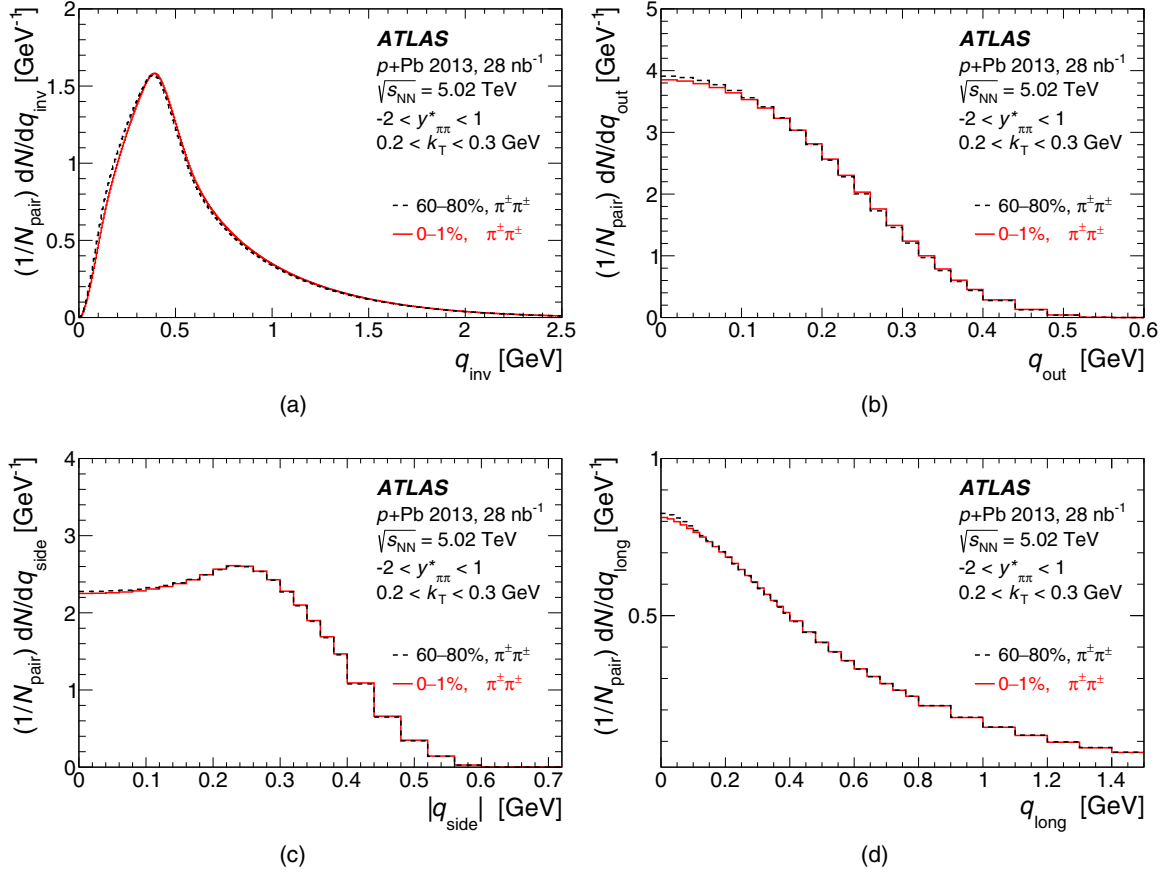 (1/N_pair) dN/dq_inv [GeV⁻¹]
2
1.5
1
0.5
0
ATLAS
p+Pb 2013, 28 nb⁻¹
√s_NN = 5.02 TeV
-2 < y*_ππ < 1
0.2 < k_T < 0.3 GeV
60–80%, π±π±
0–1%, π±π±
0 0.5 1 1.5 2 2.5
q_inv [GeV]
(a)
(1/N_pair) dN/dq_out [GeV⁻¹]
5
4
3
2
1
0
ATLAS
p+Pb 2013, 28 nb⁻¹
√s_NN = 5.02 TeV
-2 < y*_ππ < 1
0.2 < k_T < 0.3 GeV
60–80%, π±π±
0–1%, π±π±
0 0.1 0.2 0.3 0.4 0.5 0.6
q_out [GeV]
(b)
(1/N_pair) dN/dq_side [GeV⁻¹]
4
3
2
1
0
ATLAS
p+Pb 2013, 28 nb⁻¹
√s_NN = 5.02 TeV
-2 < y*_ππ < 1
0.2 < k_T < 0.3 GeV
60–80%, π±π±
0–1%, π±π±
0 0.1 0.2 0.3 0.4 0.5 0.6 0.7
|q_side| [GeV]
(c)
(1/N_pair) dN/dq_long [GeV⁻¹]
1
0.5
ATLAS
p+Pb 2013, 28 nb⁻¹
√s_NN = 5.02 TeV
-2 < y*_ππ < 1
0.2 < k_T < 0.3 GeV
60–80%, π±π±
0–1%, π±π±
0 0.2 0.4 0.6 0.8 1 1.2 1.4
q_long [GeV]
(d)